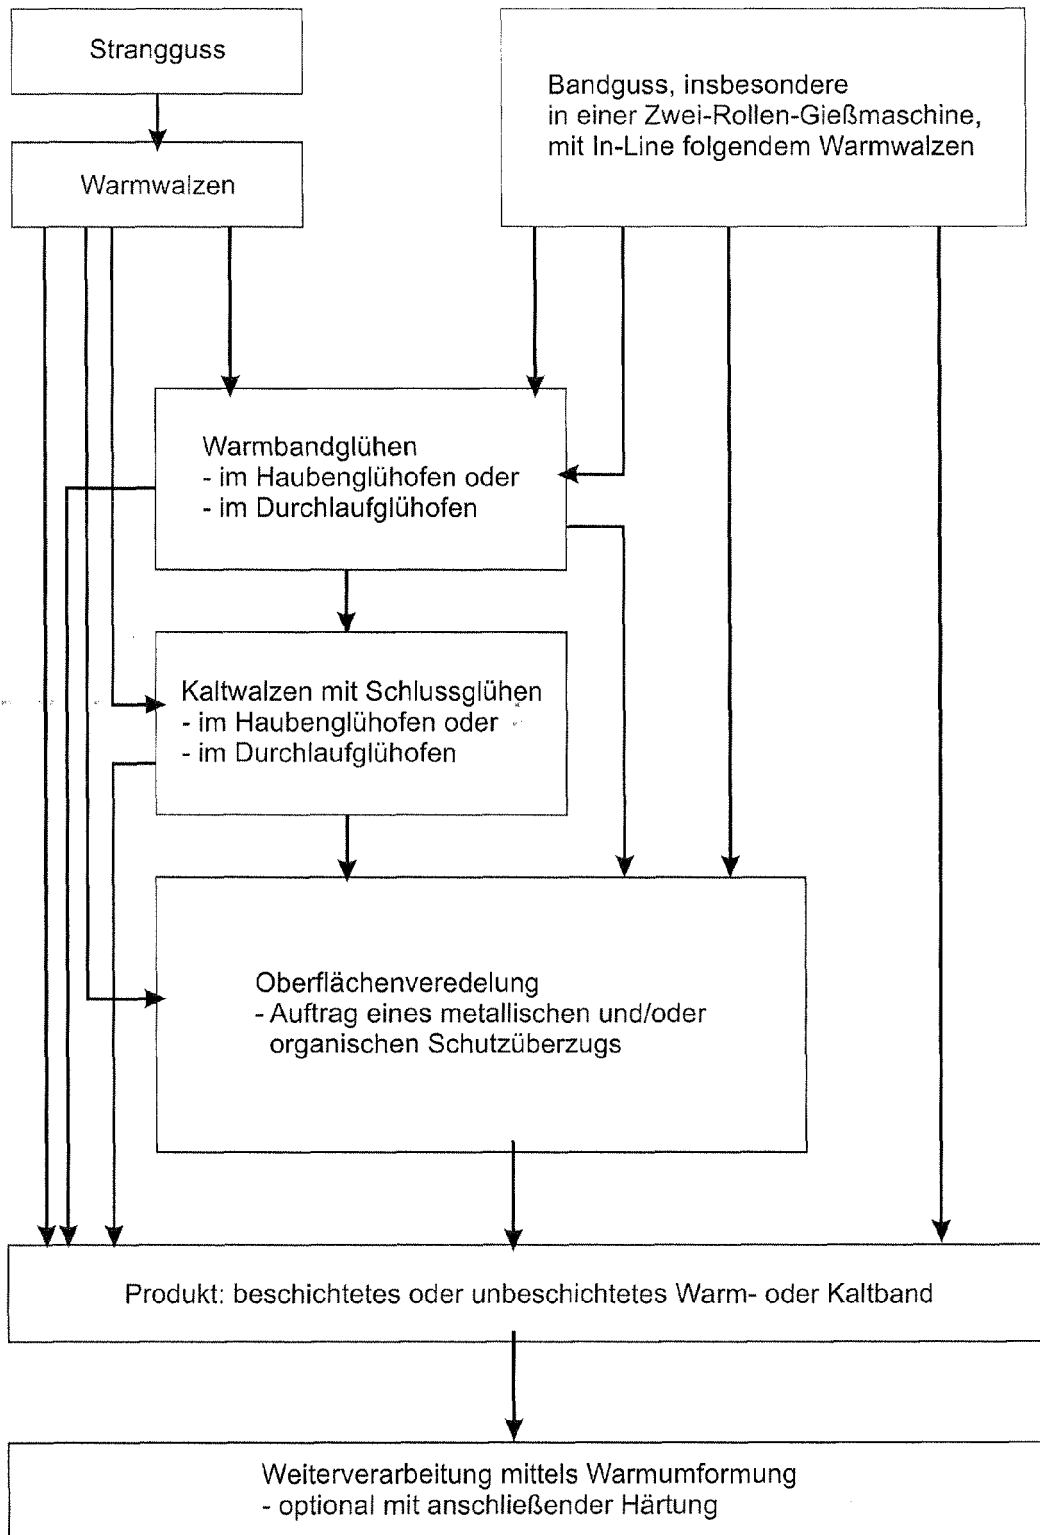 Strangguss
Warmwalzen
Bandguss, insbesondere
in einer Zwei-Rollen-Gießmaschine,
mit In-Line folgendem Warmwalzen
Warmbandglühen
- im Haubenglühofen oder
- im Durchlaufglühofen
Kaltwalzen mit Schlussglühen
- im Haubenglühofen oder
- im Durchlaufglühofen
Oberflächenveredelung
- Auftrag eines metallischen und/oder
organischen Schutzüberzugs
Produkt: beschichtetes oder unbeschichtetes Warm- oder Kaltband
Weiterverarbeitung mittels Warmumformung
- optional mit anschließender Härtung